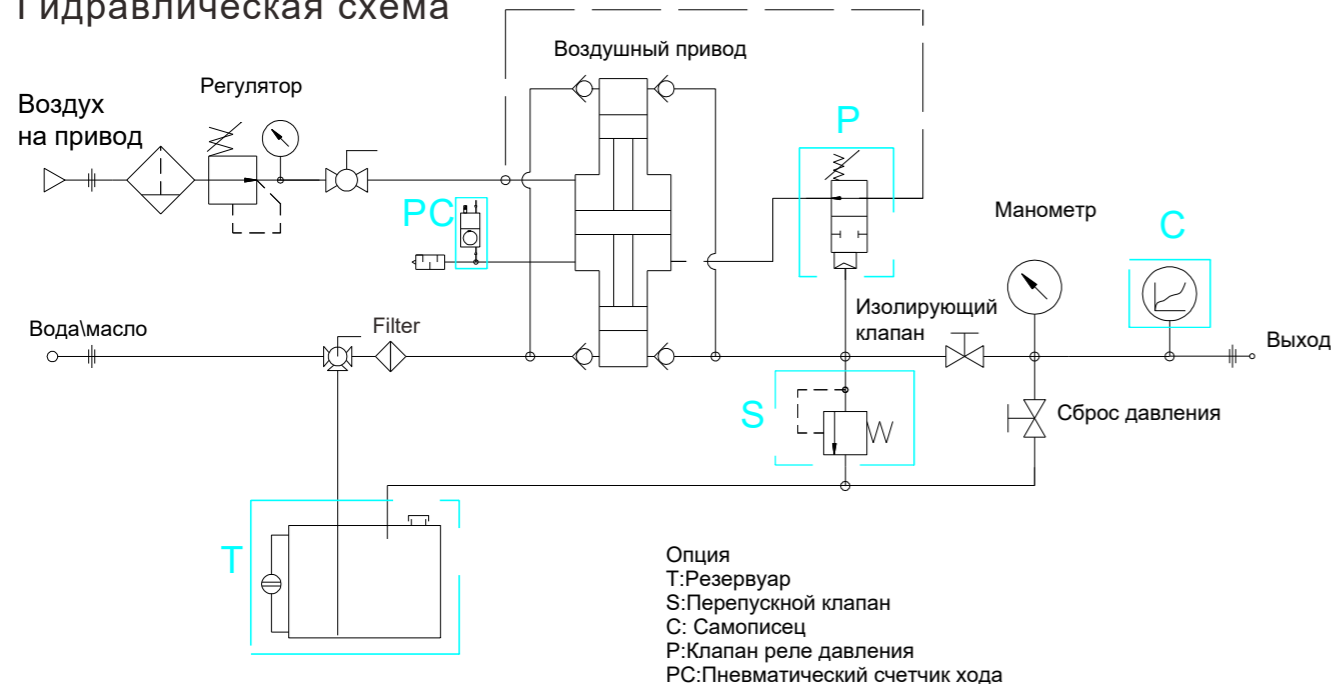 Гидравлическая схема
Воздушный привод
Регулятор
Воздух
на привод
P
PC
Манометр
C
Изолирующий
клапан
Вода\масло
Filter
Выход
S
Сброс давления
T
Опция
T:Резервуар
S:Перепускной клапан
C: Самописец
P:Клапан реле давления
PC:Пневматический счетчик хода